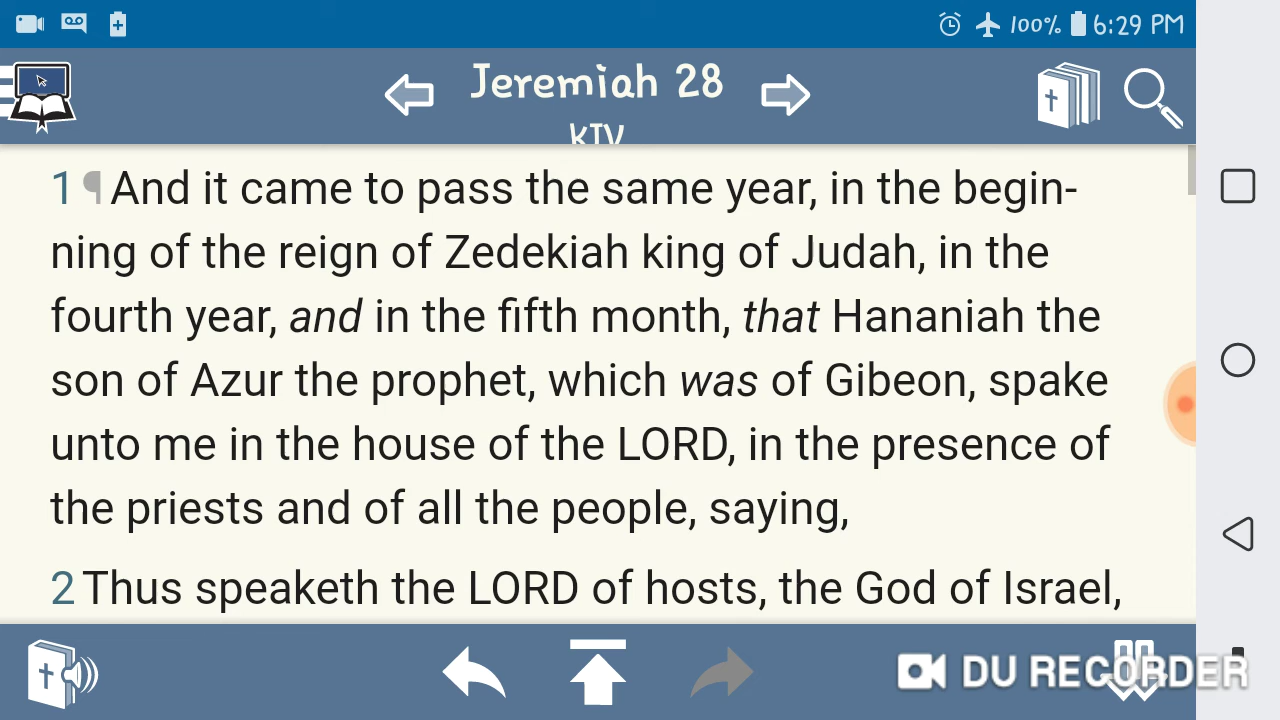 100% 6:29 PM
Jeremiah 28
KJV
1 ¶ And it came to pass the same year, in the begin-
ning of the reign of Zedekiah king of Judah, in the
fourth year, and in the fifth month, that Hananiah the
son of Azur the prophet, which was of Gibeon, spake
unto me in the house of the LORD, in the presence of
the priests and of all the people, saying,
2 Thus speaketh the LORD of hosts, the God of Israel,
DU RECORDER